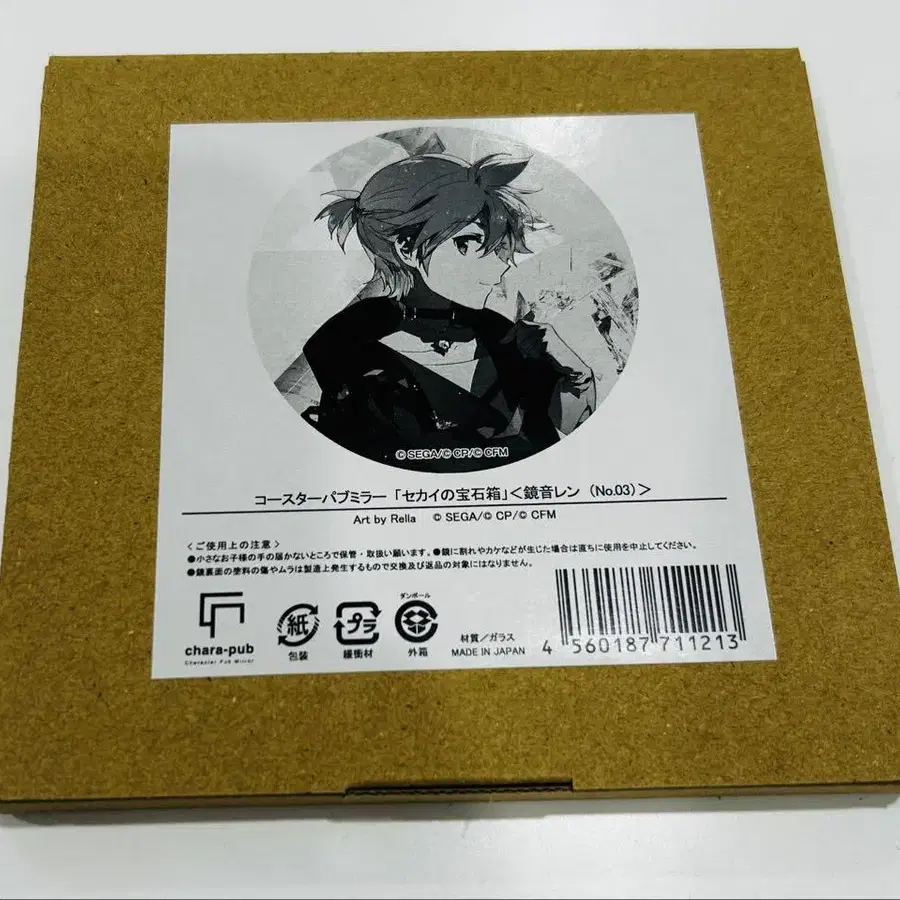 © SEGA/© CP/© CFM
コースターパブミラー「セカイの宝石箱」＜鏡音レン（No.03）＞
Art by Rella © SEGA/© CP/© CFM
＜ご使用上の注意＞
●小さなお子様の手の届かないところで保管・取扱い願います。●鏡に割れやカケなどが生じた場合は直ちに使用を中止してください。
●鏡裏面の塗料の傷やムラは製造上発生するもので交換及び返品の対象にはなりません。
chara-pub
Character Pub Mirror
紙
包装
プラ
緩衝材
ダンボール
外箱
材質／ガラス
MADE IN JAPAN
4 560187 711213